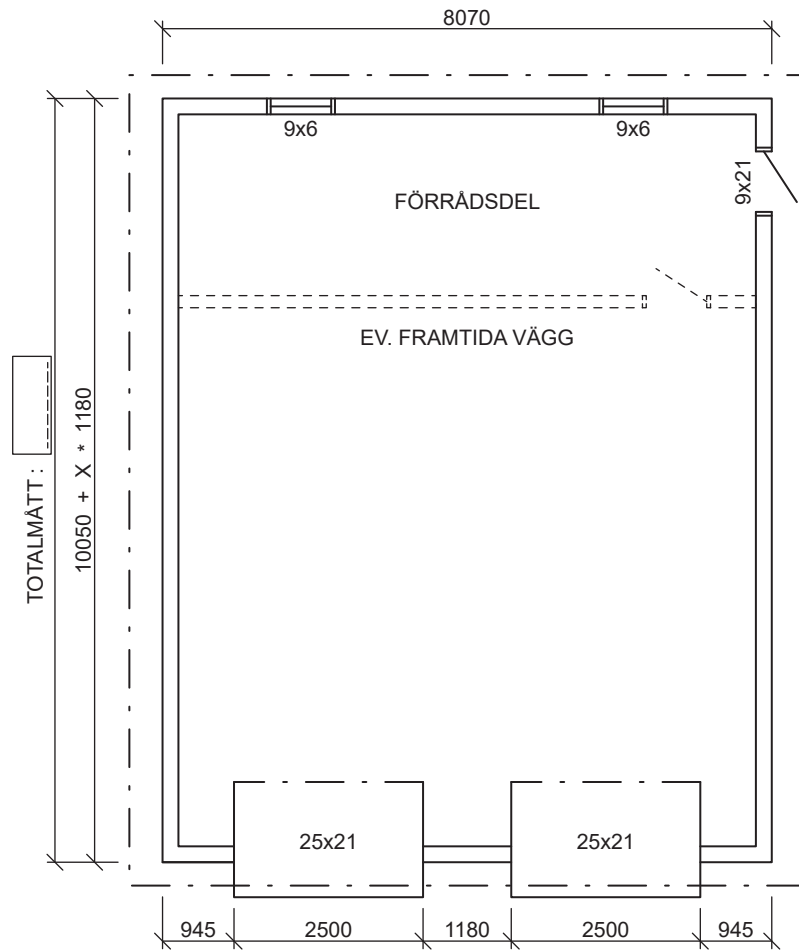 8070
9x6
9x6
9x21
FÖRRÅDSDEL
EV. FRAMTIDA VÄGG
TOTALMÅTT :
10050 + X * 1180
25x21
25x21
945
2500
1180
2500
945